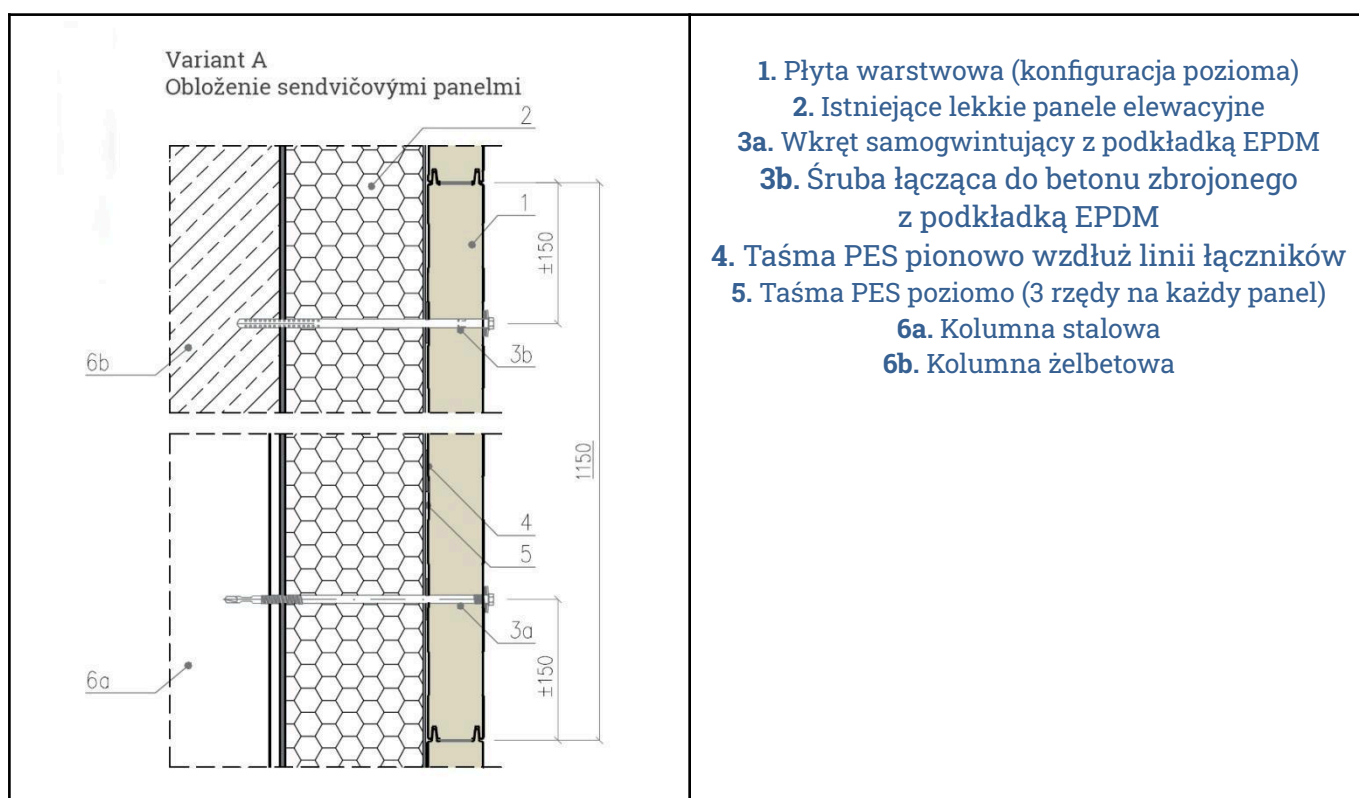 Variant A
Obloženie sendvičovými panelmi
2
1
±150
3b
6b
1150
4
5
3a
±150
6a
1. Płyta warstwowa (konfiguracja pozioma)
2. Istniejące lekkie panele elewacyjne
3a. Wkręt samogwintujący z podkładką EPDM
3b. Śruba łącząca do betonu zbrojonego
z podkładką EPDM
4. Taśma PES pionowo wzdłuż linii łączników
5. Taśma PES poziomo (3 rzędy na każdy panel)
6a. Kolumna stalowa
6b. Kolumna żelbetowa